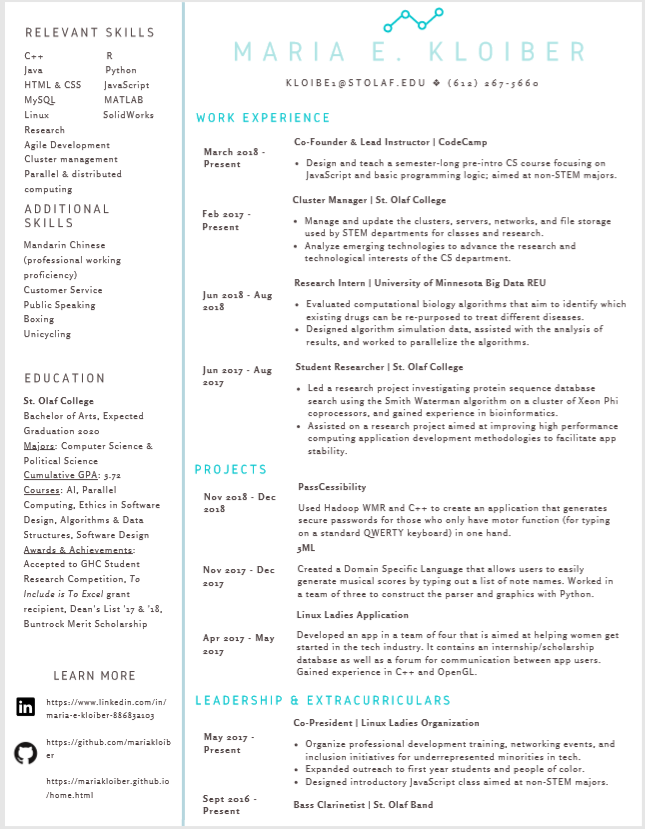 RELEVANT SKILLS
C++ R
Java Python
HTML & CSS JavaScript
MySQL MATLAB
Linux SolidWorks
Research
Agile Development
Cluster management
Parallel & distributed
computing
ADDITIONAL
SKILLS
Mandarin Chinese
(professional working
proficiency)
Customer Service
Public Speaking
Boxing
Unicycling
EDUCATION
St. Olaf College
Bachelor of Arts, Expected
Graduation 2020
Majors: Computer Science &
Political Science
Cumulative GPA: 3.72
Courses: AI, Parallel
Computing, Ethics in Software
Design, Algorithms & Data
Structures, Software Design
Awards & Achievements:
Accepted to GHC Student
Research Competition, To
Include is To Excel grant
recipient, Dean's List '17 & '18,
Buntrock Merit Scholarship
LEARN MORE
https://www.linkedin.com/in/
maria-e-kloiber-886832103
https://github.com/mariakloib
er
https://mariakloiber.github.io
/home.html
MARIA E. KLOIBER
KLOIBE1@STOLAF.EDU ❖ (612) 267-5660
WORK EXPERIENCE
Co-Founder & Lead Instructor | CodeCamp
March 2018 -
Present
• Design and teach a semester-long pre-intro CS course focusing on
JavaScript and basic programming logic; aimed at non-STEM majors.
Cluster Manager | St. Olaf College
Feb 2017 -
Present
• Manage and update the clusters, servers, networks, and file storage
used by STEM departments for classes and research.
• Analyze emerging technologies to advance the research and
technological interests of the CS department.
Research Intern | University of Minnesota Big Data REU
Jun 2018 - Aug
2018
• Evaluated computational biology algorithms that aim to identify which
existing drugs can be re-purposed to treat different diseases.
• Designed algorithm simulation data, assisted with the analysis of
results, and worked to parallelize the algorithms.
Student Researcher | St. Olaf College
Jun 2017 - Aug
2017
• Led a research project investigating protein sequence database
search using the Smith Waterman algorithm on a cluster of Xeon Phi
coprocessors, and gained experience in bioinformatics.
• Assisted on a research project aimed at improving high performance
computing application development methodologies to facilitate app
stability.
PROJECTS
PassCessibility
Nov 2018 - Dec
2018
Used Hadoop WMR and C++ to create an application that generates
secure passwords for those who only have motor function (for typing
on a standard QWERTY keyboard) in one hand.
5ML
Nov 2017 - Dec
2017
Created a Domain Specific Language that allows users to easily
generate musical scores by typing out a list of note names. Worked in
a team of three to construct the parser and graphics with Python.
Linux Ladies Application
Apr 2017 - May
2017
Developed an app in a team of four that is aimed at helping women get
started in the tech industry. It contains an internship/scholarship
database as well as a forum for communication between app users.
Gained experience in C++ and OpenGL.
LEADERSHIP & EXTRACURRICULARS
Co-President | Linux Ladies Organization
May 2017 -
Present
• Organize professional development training, networking events, and
inclusion initiatives for underrepresented minorities in tech.
• Expanded outreach to first year students and people of color.
• Designed introductory JavaScript class aimed at non-STEM majors.
Sept 2016 -
Present
Bass Clarinetist | St. Olaf Band